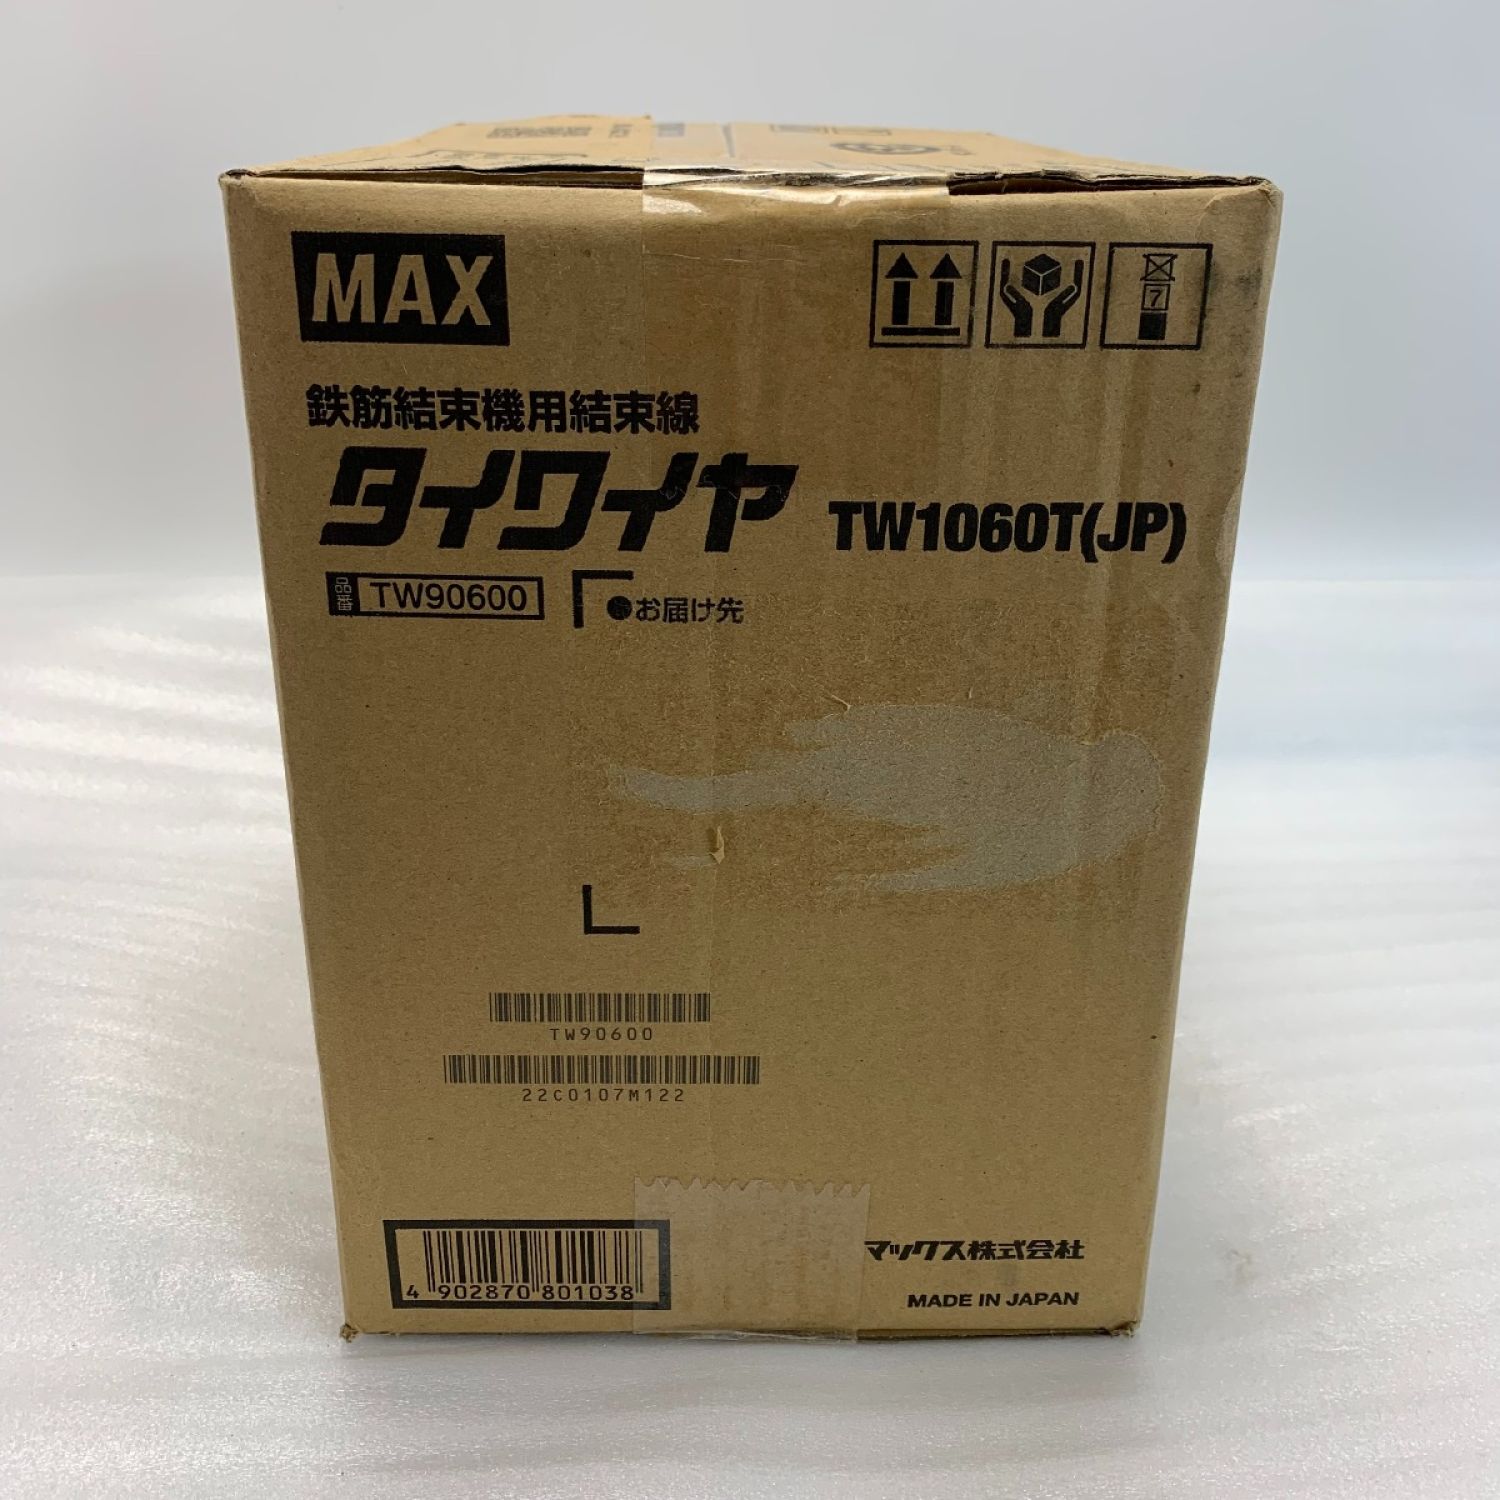 MAX
7
鉄筋結束機用結束線
タイワイヤ TW1060T(JP)
品番 TW90600
●お届け先
TW90600
22C0107M122
4 902870 801038
マックス株式会社
MADE IN JAPAN